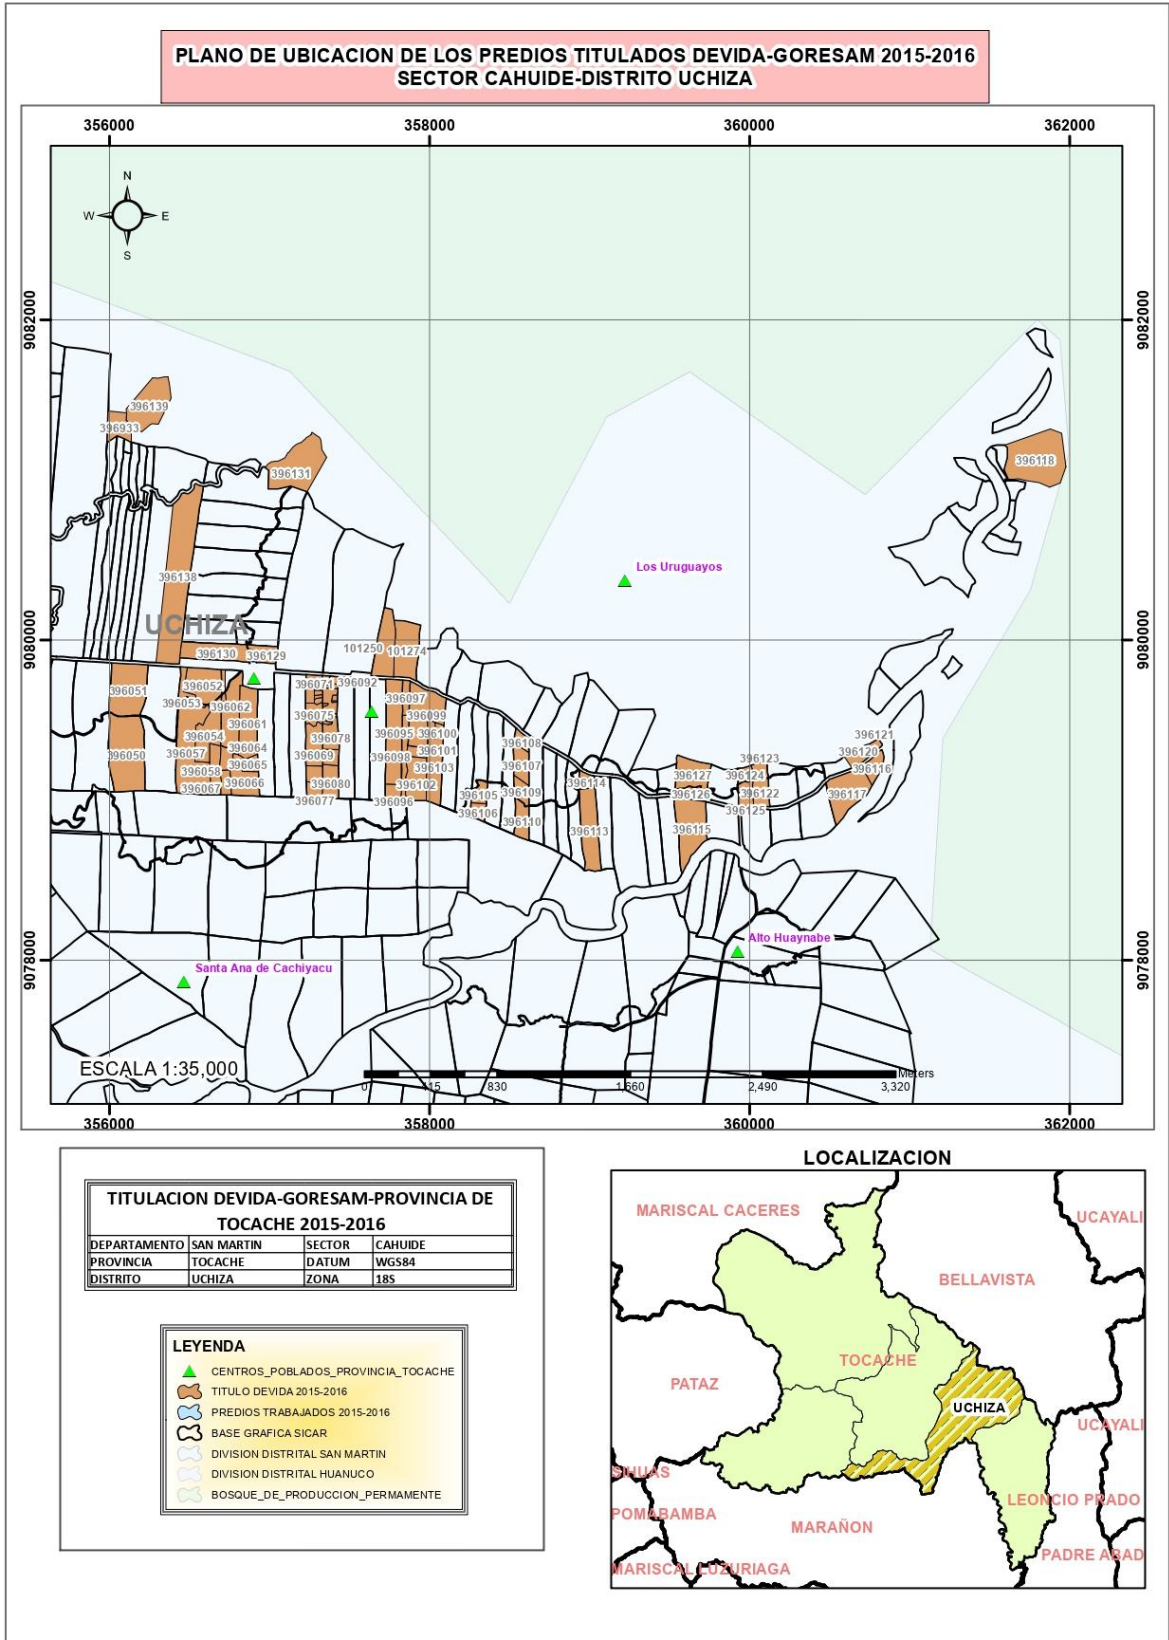 PLANO DE UBICACION DE LOS PREDIOS TITULADOS DEVIDA-GORESAM 2015-2016
SECTOR CAHUIDE-DISTRITO UCHIZA
356000 358000 360000 362000
N
W E
S
9082000 9082000
396139
396933
396131
396118
396138
Los Uruguayos
UCHIZA
9080000 9080000
396130 396129 101250 101274
396051 396052 396071 396092
396053 396062 396097
396061 396075 396099
396054 396078 396095 396100 396108 396121
396050 396057 396064 396069 396098 396101 396123 396120
396058 396065 396103 396107 396127 396124 396116
396067 396066 396080 396102 396105 396109 396114 396126 396122 396117
396077 396096 396106 396110 396113 396115 396125
Alto Huaynabe
9078000 9078000
Santa Ana de Cachiyacu
ESCALA 1:35,000
0 415 830 1,660 2,490 3,320 Meters
356000 358000 360000 362000
TITULACION DEVIDA-GORESAM-PROVINCIA DE
TOCACHE 2015-2016
DEPARTAMENTO SAN MARTIN SECTOR CAHUIDE
PROVINCIA TOCACHE DATUM WGS84
DISTRITO UCHIZA ZONA 18S
LEYENDA
CENTROS_POBLADOS_PROVINCIA_TOCACHE
TITULO DEVIDA 2015-2016
PREDIOS TRABAJADOS 2015-2016
BASE GRAFICA SICAR
DIVISION DISTRITAL SAN MARTIN
DIVISION DISTRITAL HUANUCO
BOSQUE_DE_PRODUCCION_PERMAMENTE
LOCALIZACION
MARISCAL CACERES
UCAYALI
BELLAVISTA
TOCACHE
PATAZ
UCHIZA
UCAYALI
SIHUAS
LEONCIO PRADO
POMABAMBA
MARAÑON
PADRE ABAD
MARISCAL LUZURIAGA